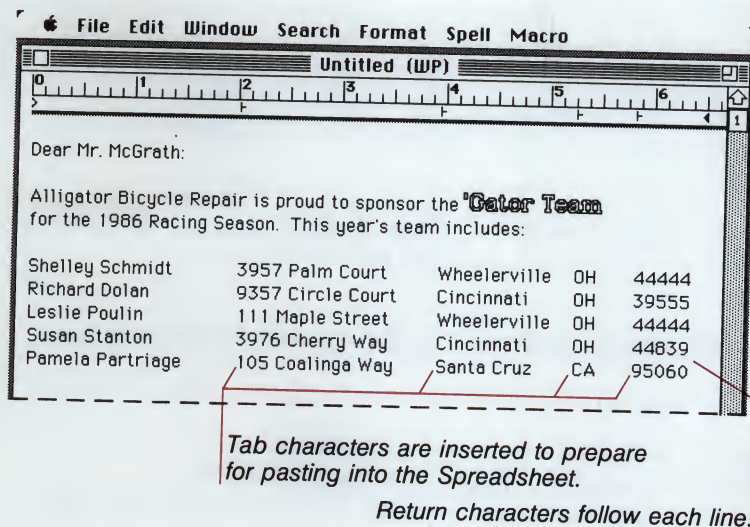 File Edit Window Search Format Spell Macro
Untitled (WP)
0 1 2 3 4 5 6
1
Dear Mr. McGrath:
Alligator Bicycle Repair is proud to sponsor the 'Gator Team
for the 1986 Racing Season. This year's team includes:
Shelley Schmidt 3957 Palm Court Wheelerville OH 44444
Richard Dolan 9357 Circle Court Cincinnati OH 39555
Leslie Poulin 111 Maple Street Wheelerville OH 44444
Susan Stanton 3976 Cherry Way Cincinnati OH 44839
Pamela Partriage 105 Coalinga Way Santa Cruz CA 95060
Tab characters are inserted to prepare
for pasting into the Spreadsheet.
Return characters follow each line.